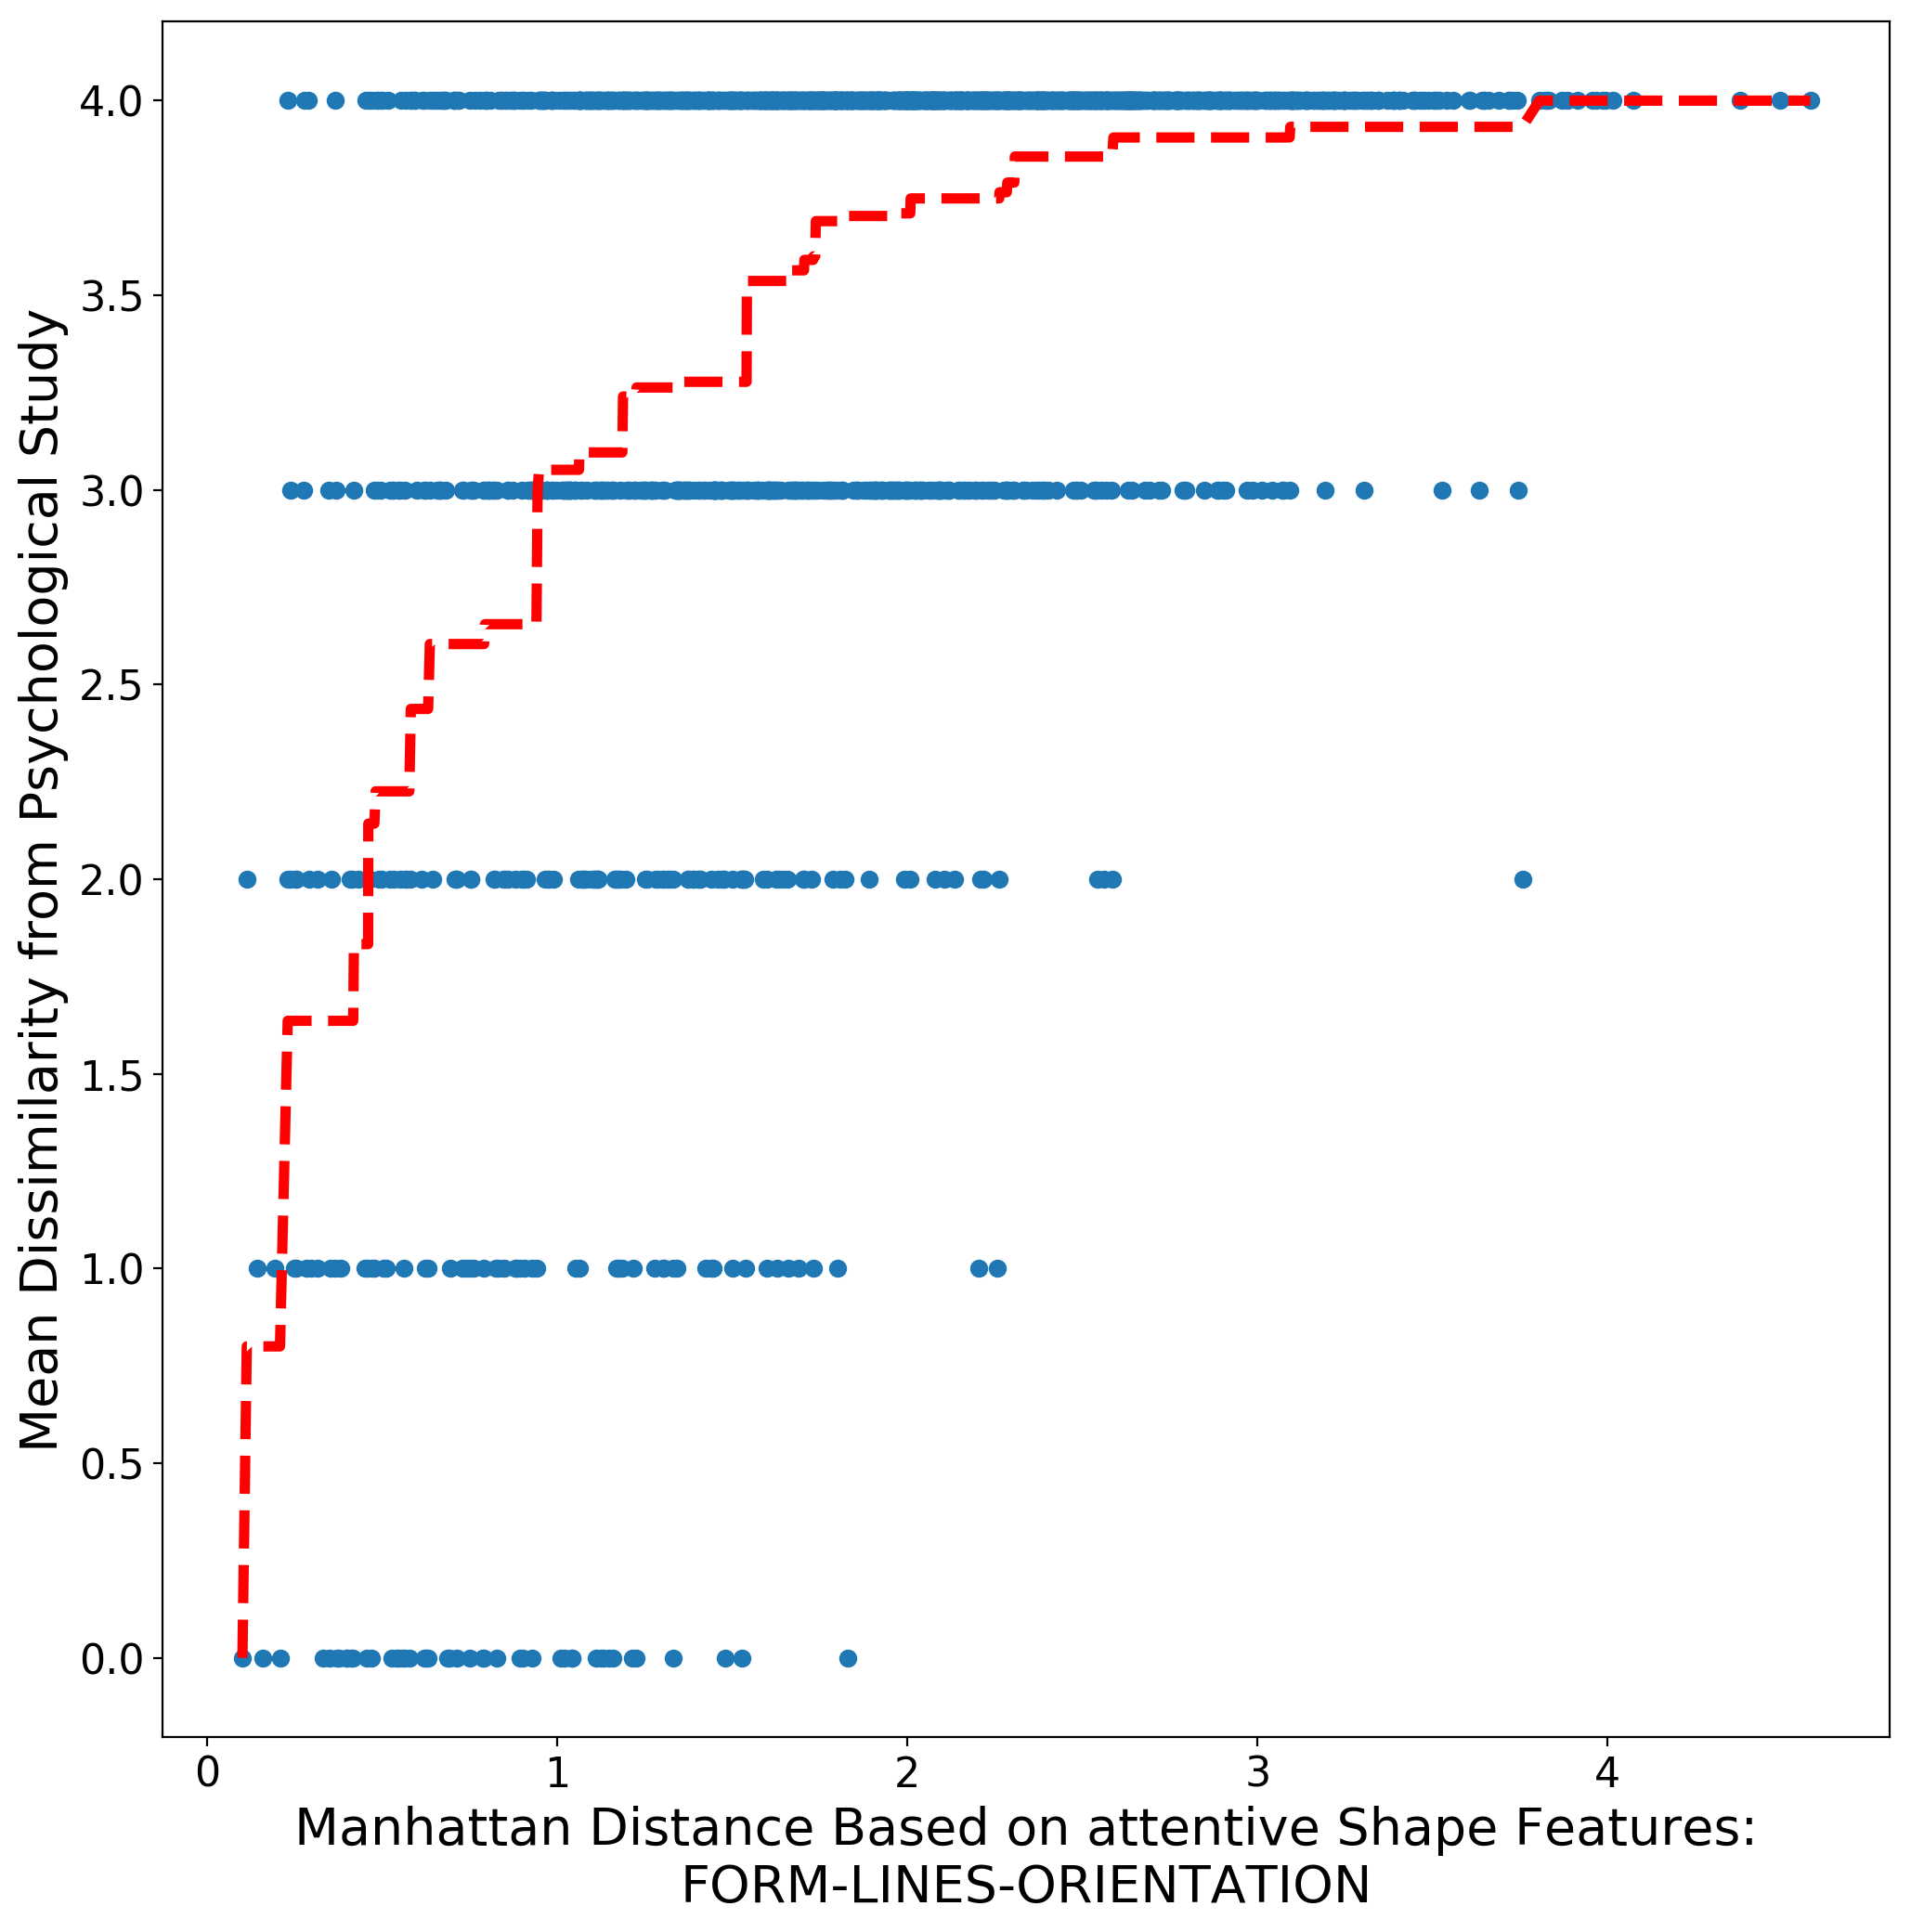 Mean Dissimilarity from Psychological Study
4.0
3.5
3.0
2.5
2.0
1.5
1.0
0.5
0.0
0 1 2 3 4
Manhattan Distance Based on attentive Shape Features:
FORM-LINES-ORIENTATION